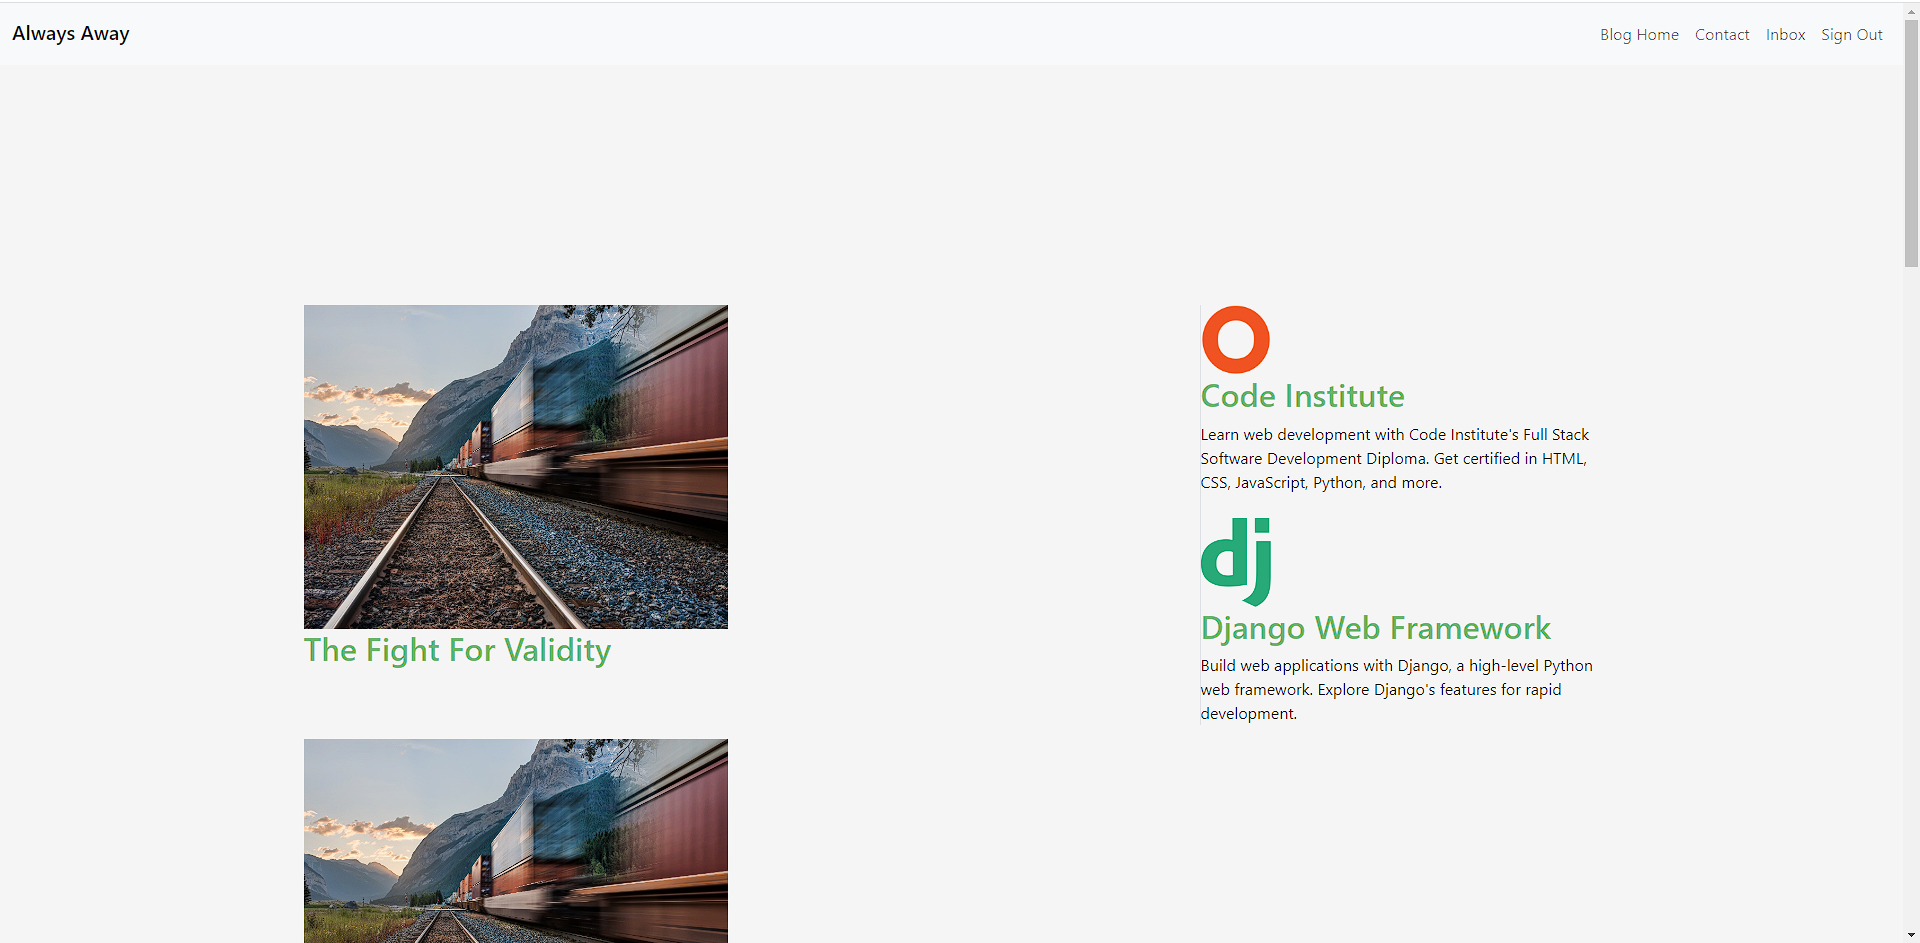 Always Away
Blog Home Contact Inbox Sign Out
The Fight For Validity
Code Institute
Learn web development with Code Institute's Full Stack
Software Development Diploma. Get certified in HTML,
CSS, JavaScript, Python, and more.
dj
Django Web Framework
Build web applications with Django, a high-level Python
web framework. Explore Django's features for rapid
development.